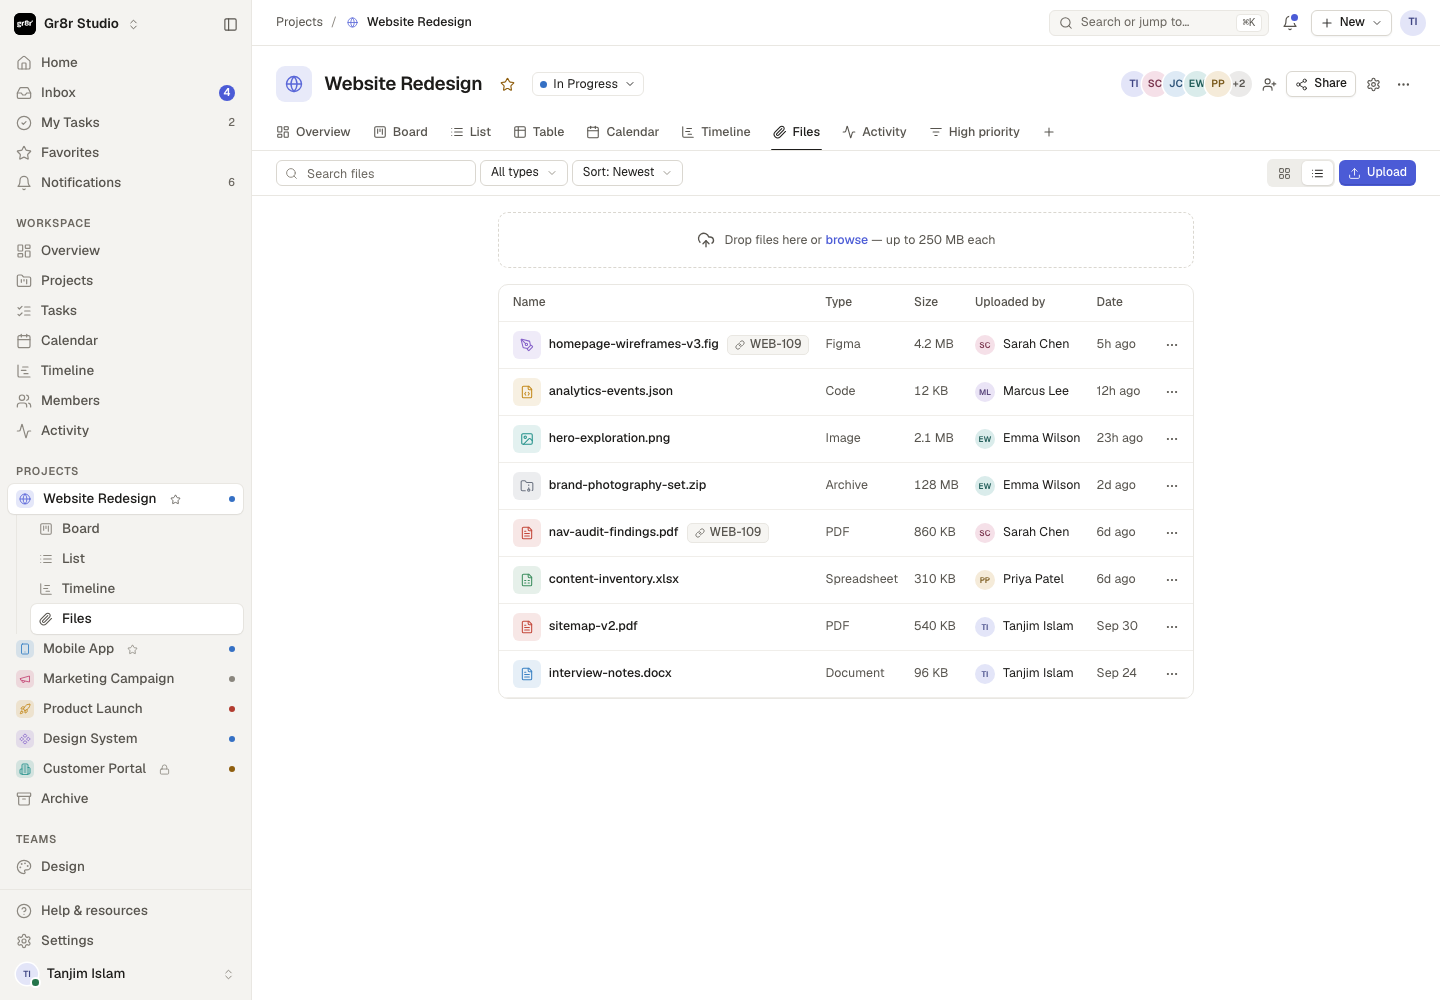 gr8r
Gr8r Studio
Home
Inbox 4
My Tasks 2
Favorites
Notifications 6
WORKSPACE
Overview
Projects
Tasks
Calendar
Timeline
Members
Activity
PROJECTS
Website Redesign
Board
List
Timeline
Files
Mobile App
Marketing Campaign
Product Launch
Design System
Customer Portal
Archive
TEAMS
Design
Help & resources
Settings
TI Tanjim Islam
Projects / Website Redesign
Search or jump to... ⌘K
New
TI
Website Redesign
In Progress
TI SC JC EW PP +2
Share
Overview Board List Table Calendar Timeline Files Activity High priority
Search files All types Sort: Newest
Upload
Drop files here or browse — up to 250 MB each
Name Type Size Uploaded by Date
homepage-wireframes-v3.fig WEB-109 Figma 4.2 MB SC Sarah Chen 5h ago
analytics-events.json Code 12 KB ML Marcus Lee 12h ago
hero-exploration.png Image 2.1 MB EW Emma Wilson 23h ago
brand-photography-set.zip Archive 128 MB EW Emma Wilson 2d ago
nav-audit-findings.pdf WEB-109 PDF 860 KB SC Sarah Chen 6d ago
content-inventory.xlsx Spreadsheet 310 KB PP Priya Patel 6d ago
sitemap-v2.pdf PDF 540 KB TI Tanjim Islam Sep 30
interview-notes.docx Document 96 KB TI Tanjim Islam Sep 24